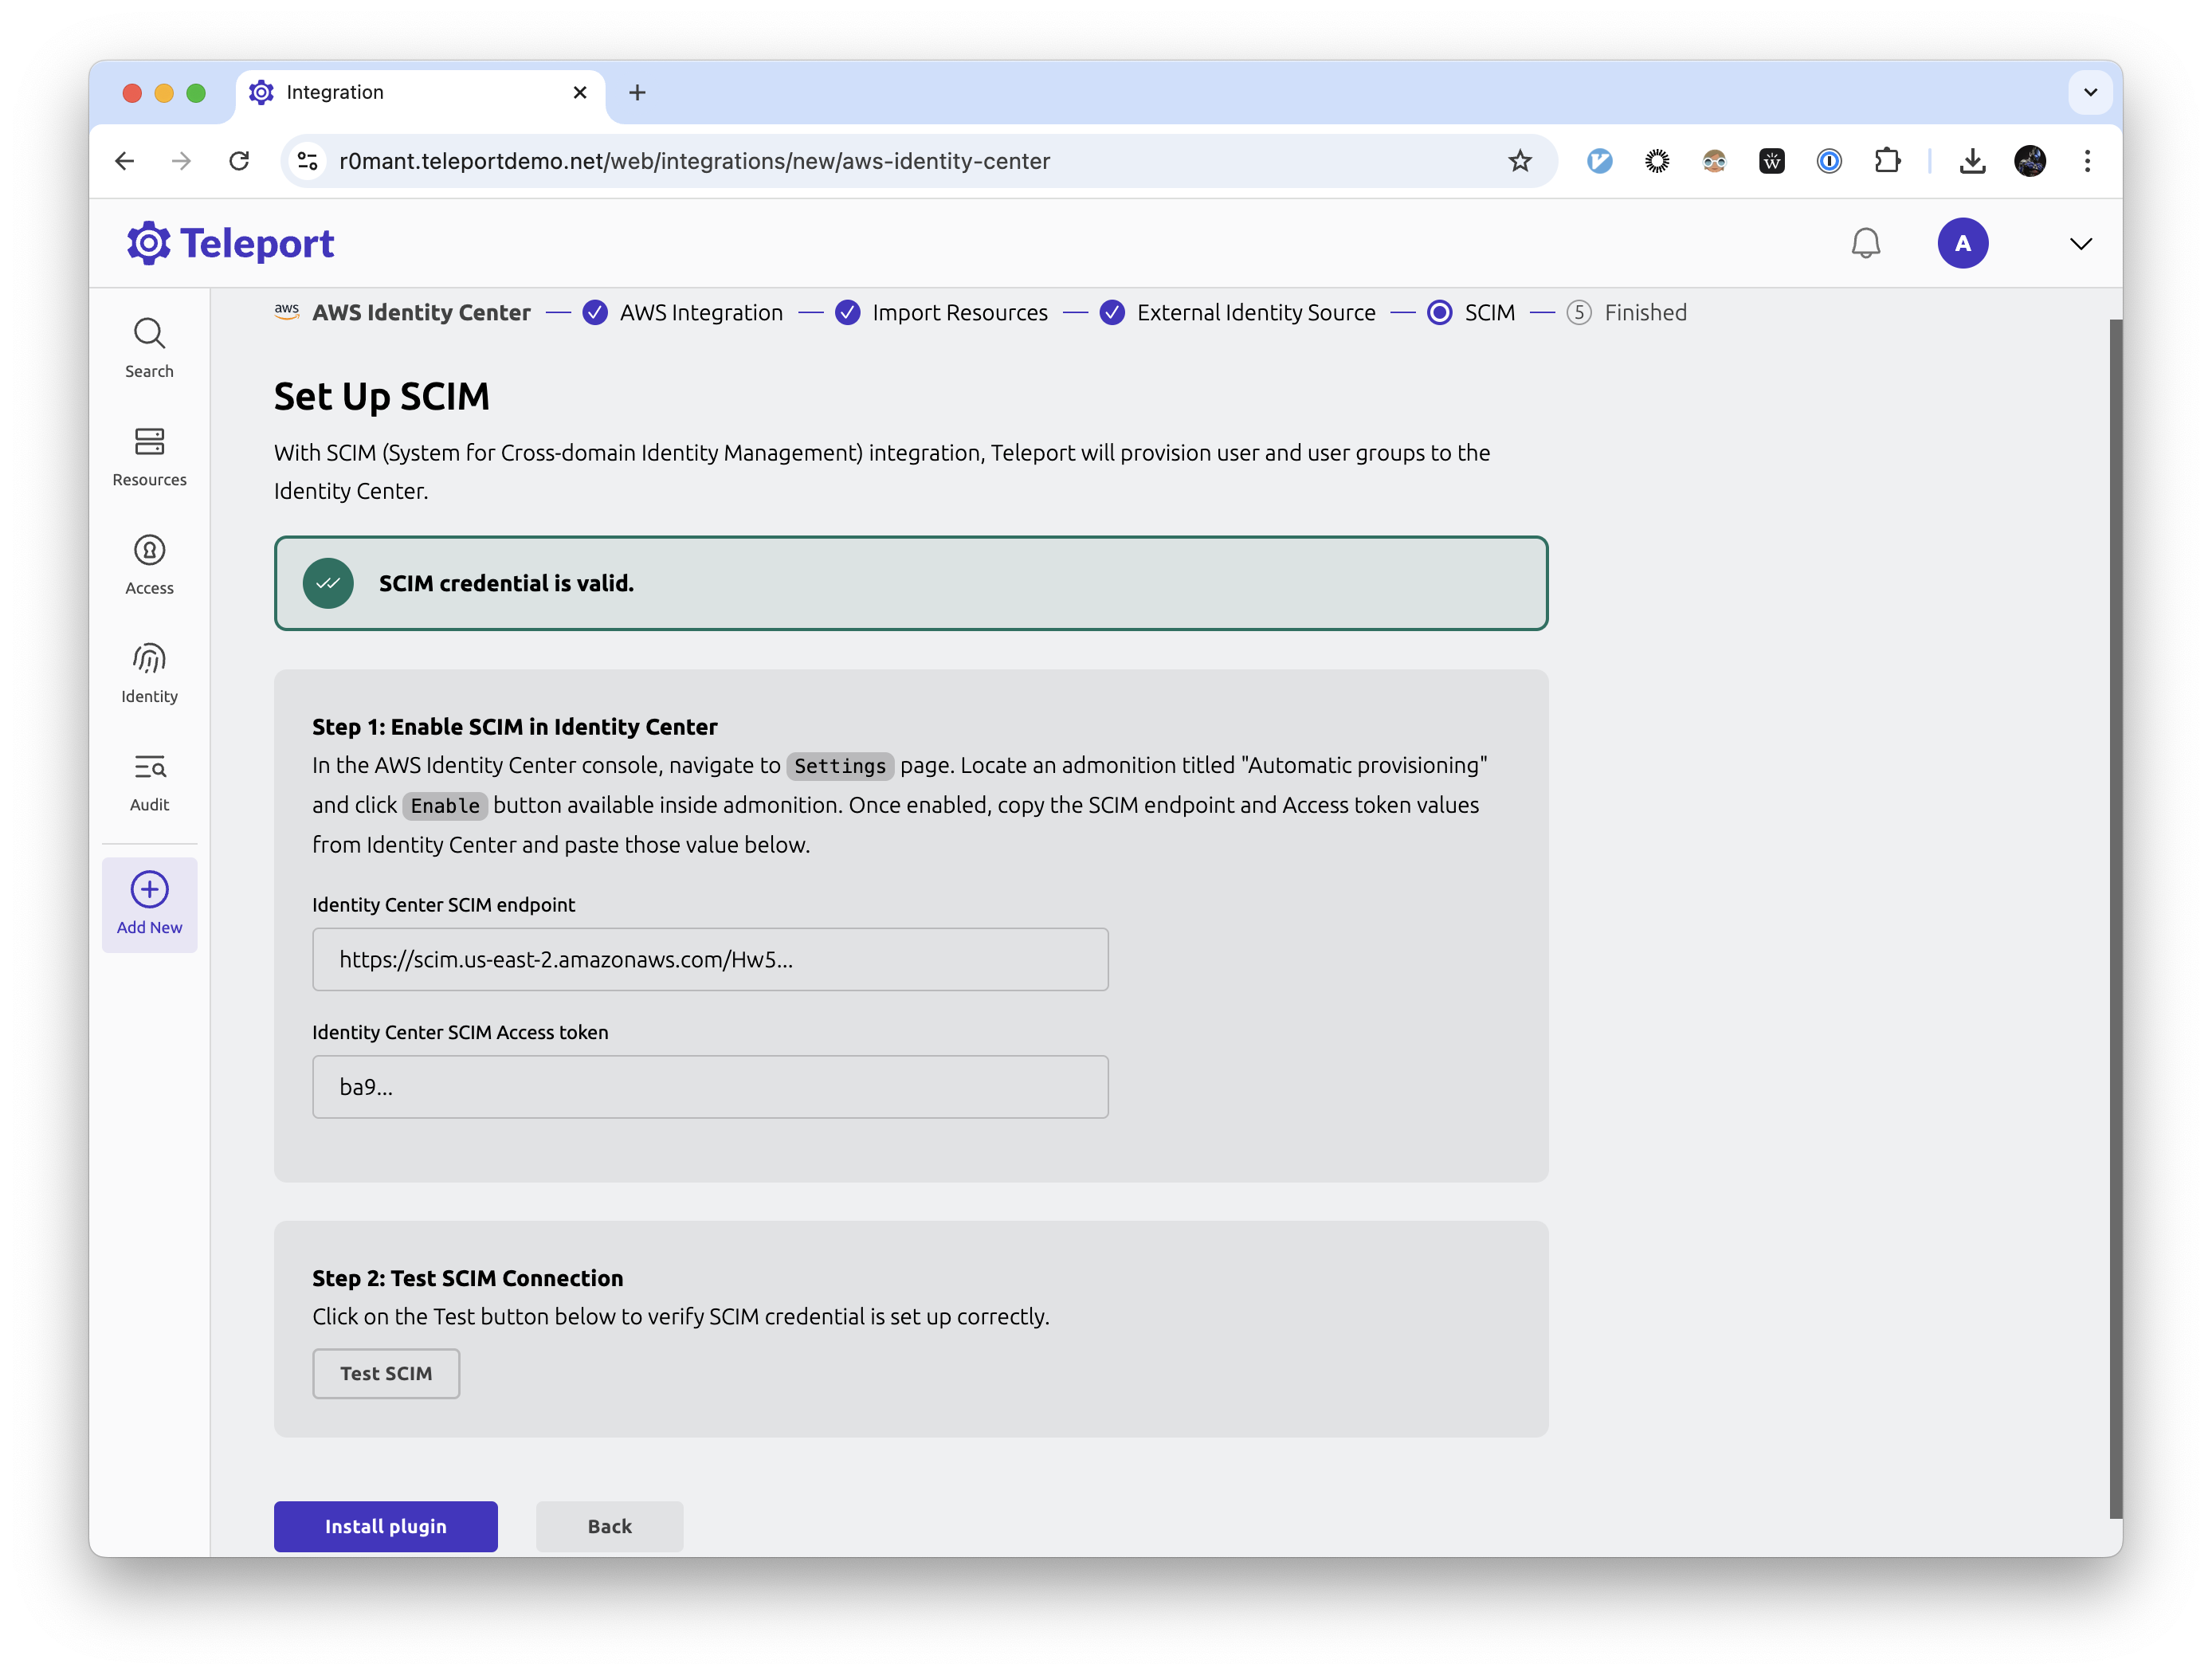 Integration
r0mant.teleportdemo.net/web/integrations/new/aws-identity-center
Teleport
A
Search
Resources
Access
Identity
Audit
Add New
aws AWS Identity Center AWS Integration Import Resources External Identity Source SCIM 5 Finished
Set Up SCIM
With SCIM (System for Cross-domain Identity Management) integration, Teleport will provision user and user groups to the
Identity Center.
SCIM credential is valid.
Step 1: Enable SCIM in Identity Center
In the AWS Identity Center console, navigate to Settings page. Locate an admonition titled "Automatic provisioning"
and click Enable button available inside admonition. Once enabled, copy the SCIM endpoint and Access token values
from Identity Center and paste those value below.
Identity Center SCIM endpoint
https://scim.us-east-2.amazonaws.com/Hw5...
Identity Center SCIM Access token
ba9...
Step 2: Test SCIM Connection
Click on the Test button below to verify SCIM credential is set up correctly.
Test SCIM
Install plugin
Back